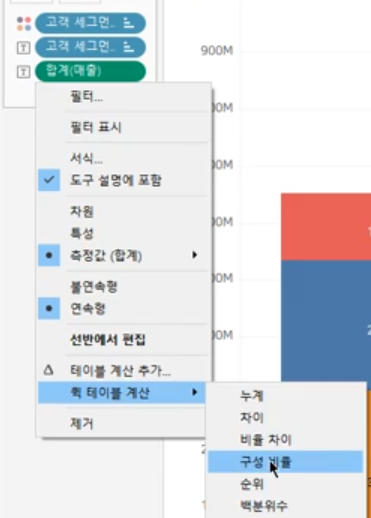 고객 세그먼..
고객 세그먼..
합계(매출)
900M
필터...
필터 표시
서식...
도구 설명에 포함
차원
특성
측정값 (합계)
불연속형
연속형
선반에서 편집
테이블 계산 추가...
퀵 테이블 계산
제거
누계
차이
비율 차이
구성 비율
순위
백분위수